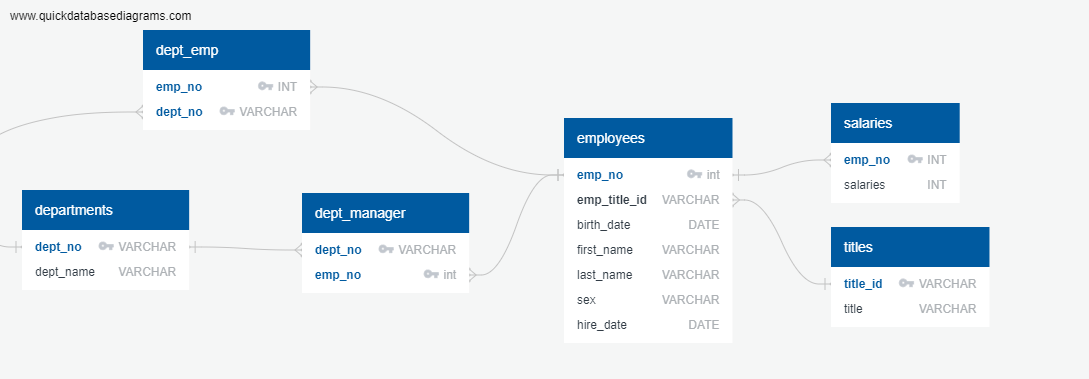 www.quickdatabasediagrams.com
dept_emp
emp_no INT
dept_no VARCHAR
departments
dept_no VARCHAR
dept_name VARCHAR
dept_manager
dept_no VARCHAR
emp_no int
employees
emp_no int
emp_title_id VARCHAR
birth_date DATE
first_name VARCHAR
last_name VARCHAR
sex VARCHAR
hire_date DATE
salaries
emp_no INT
salaries INT
titles
title_id VARCHAR
title VARCHAR